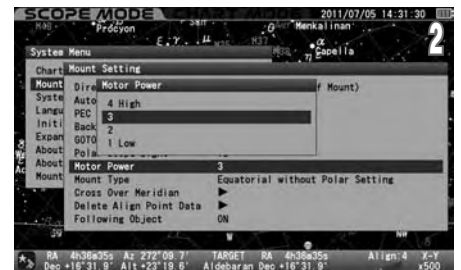 SCOPE MODE
2011/07/05 14:31:30
2
Procyon
Menkalinan
Capella
System Menu
Chart
Mount Setting
Mount
Dire
Motor Power
f Mount)
Syste
Auto
4 High
Langu
PEC
3
Initi
Back
2
Expan
GOTO
1 Low
About
Pola
About
Motor Power 3
Mount
Mount Type Equatorial without Polar Setting
Cross Over Meridian ▶
Delete Align Point Data ▶
Following Object ON
NW
RA 4h36m35s Az 272°09.7' TARGET RA 4h36m35s Align:4 X-Y
Dec +16°31.9' Alt +23°19.6' Aldebaran Dec +16°31.9' x500